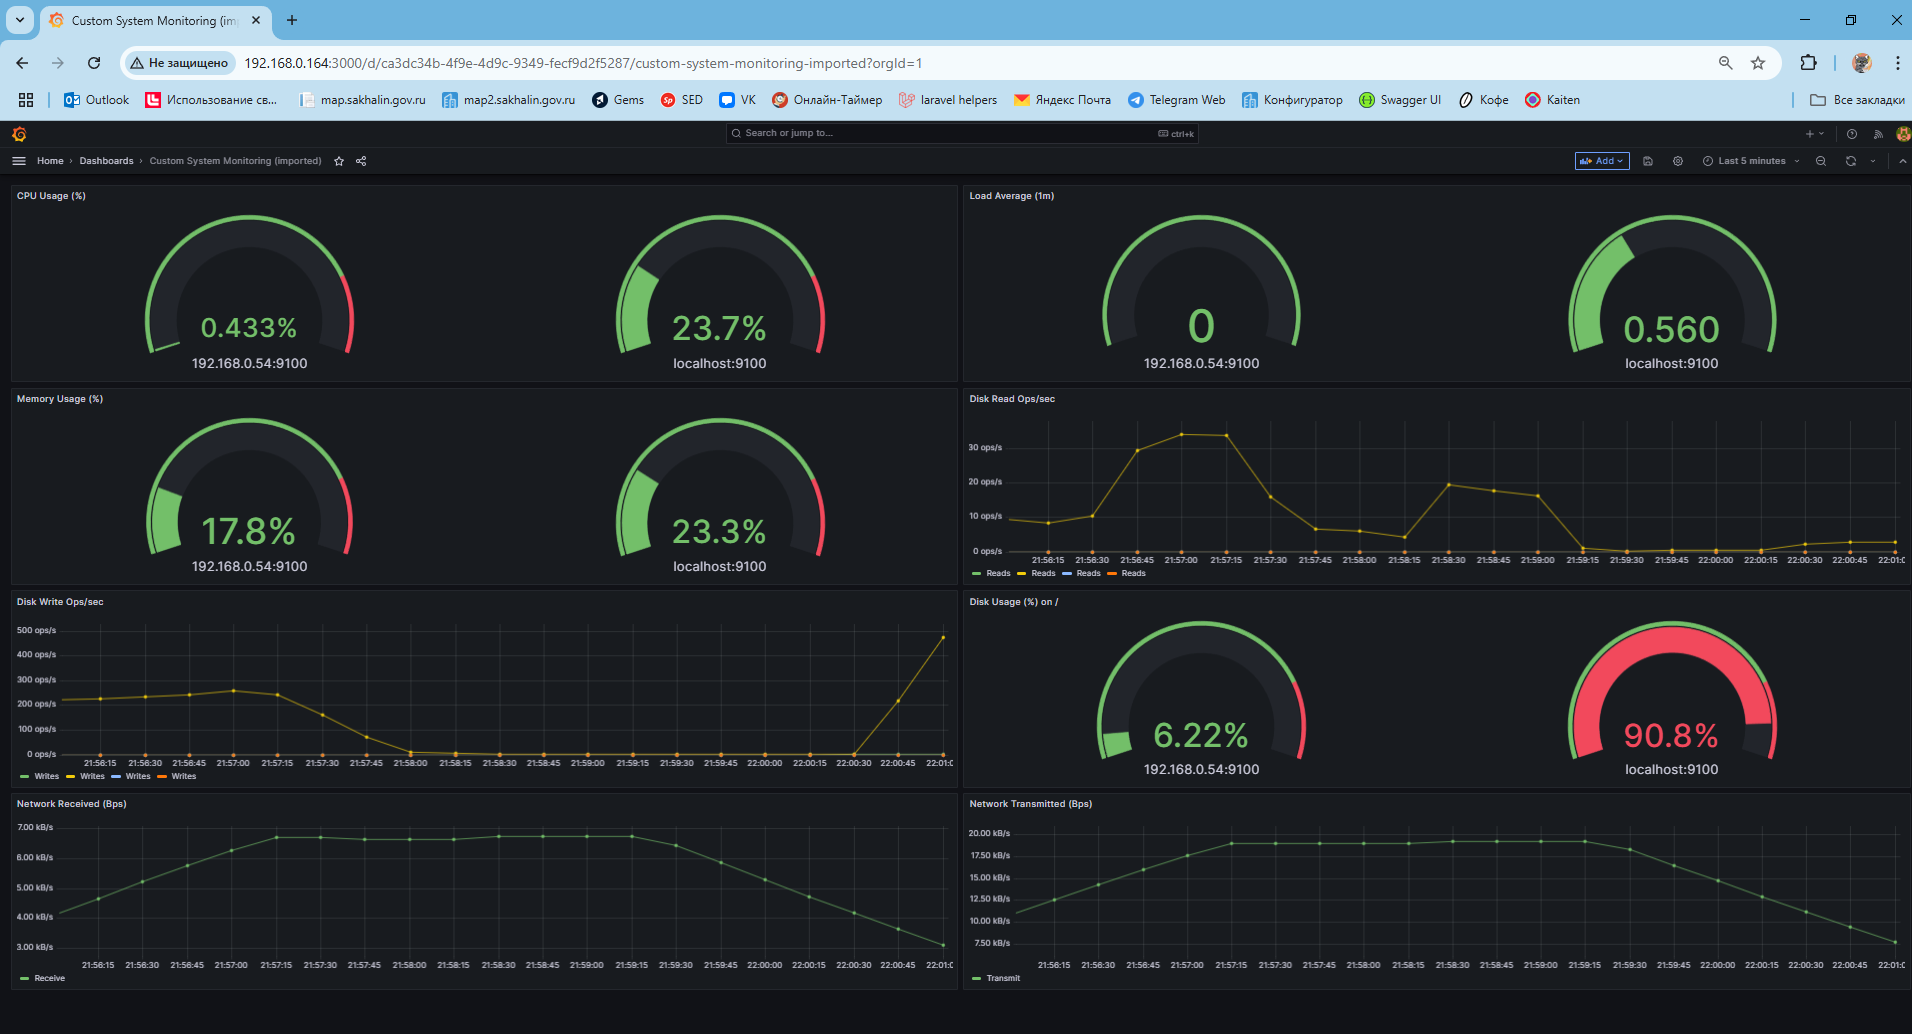 Custom System Monitoring (im
Не защищено
192.168.0.164:3000/d/ca3dc34b-4f9e-4d9c-9349-fecf9d2f5287/custom-system-monitoring-imported?orgId=1
Outlook
Использование св...
map.sakhalin.gov.ru
map2.sakhalin.gov.ru
Gems
SED
VK
Онлайн-Таймер
laravel helpers
Яндекс Почта
Telegram Web
Конфигуратор
Swagger UI
Кофе
Kaiten
Все закладки
Search or jump to...
ctrl+k
Home
Dashboards
Custom System Monitoring (imported)
Add
Last 5 minutes
CPU Usage (%)
0.433%
192.168.0.54:9100
23.7%
localhost:9100
Load Average (1m)
0
192.168.0.54:9100
0.560
localhost:9100
Memory Usage (%)
17.8%
192.168.0.54:9100
23.3%
localhost:9100
Disk Read Ops/sec
30 ops/s
20 ops/s
10 ops/s
0 ops/s
21:56:15 21:56:30 21:56:45 21:57:00 21:57:15 21:57:30 21:57:45 21:58:00 21:58:15 21:58:30 21:58:45 21:59:00 21:59:15 21:59:30 21:59:45 22:00:00 22:00:15 22:00:30 22:00:45 22:01:0
Reads Reads Reads Reads
Disk Write Ops/sec
500 ops/s
400 ops/s
300 ops/s
200 ops/s
100 ops/s
0 ops/s
21:56:15 21:56:30 21:56:45 21:57:00 21:57:15 21:57:30 21:57:45 21:58:00 21:58:15 21:58:30 21:58:45 21:59:00 21:59:15 21:59:30 21:59:45 22:00:00 22:00:15 22:00:30 22:00:45 22:01:0
Writes Writes Writes Writes
Disk Usage (%) on /
6.22%
192.168.0.54:9100
90.8%
localhost:9100
Network Received (Bps)
7.00 kB/s
6.00 kB/s
5.00 kB/s
4.00 kB/s
3.00 kB/s
21:56:15 21:56:30 21:56:45 21:57:00 21:57:15 21:57:30 21:57:45 21:58:00 21:58:15 21:58:30 21:58:45 21:59:00 21:59:15 21:59:30 21:59:45 22:00:00 22:00:15 22:00:30 22:00:45 22:01:0
Receive
Network Transmitted (Bps)
20.00 kB/s
17.50 kB/s
15.00 kB/s
12.50 kB/s
10.00 kB/s
7.50 kB/s
21:56:15 21:56:30 21:56:45 21:57:00 21:57:15 21:57:30 21:57:45 21:58:00 21:58:15 21:58:30 21:58:45 21:59:00 21:59:15 21:59:30 21:59:45 22:00:00 22:00:15 22:00:30 22:00:45 22:01:0
Transmit